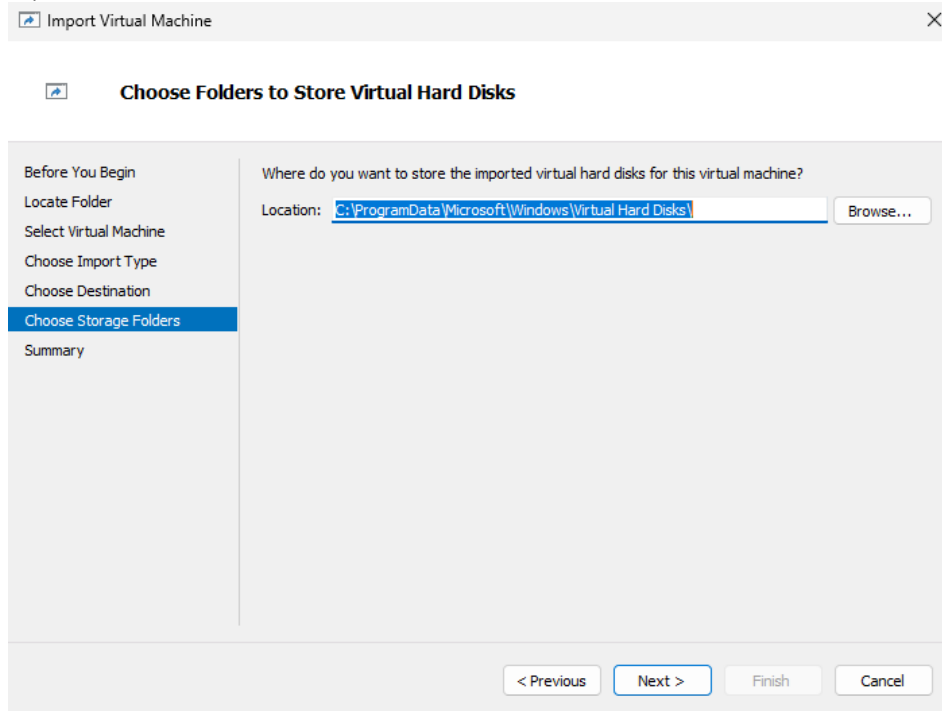 Import Virtual Machine
Choose Folders to Store Virtual Hard Disks
Before You Begin
Locate Folder
Select Virtual Machine
Choose Import Type
Choose Destination
Choose Storage Folders
Summary
Where do you want to store the imported virtual hard disks for this virtual machine?
Location: C:\ProgramData\Microsoft\Windows\Virtual Hard Disks\ Browse...
< Previous Next > Finish Cancel